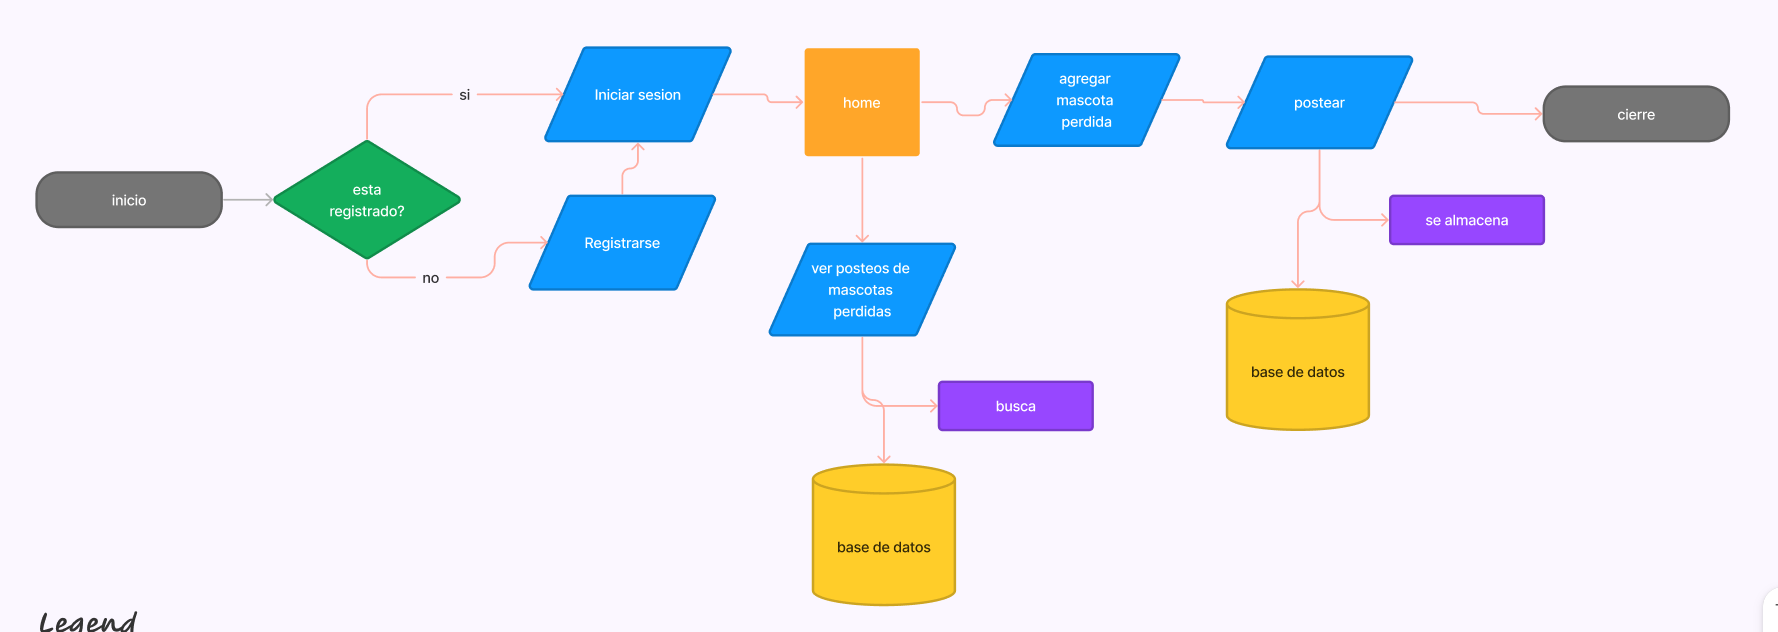 inicio
esta
registrado?
si
no
Iniciar sesion
Registrarse
home
ver posteos de
mascotas
perdidas
busca
base de datos
agregar
mascota
perdida
postear
se almacena
base de datos
cierre
Legend